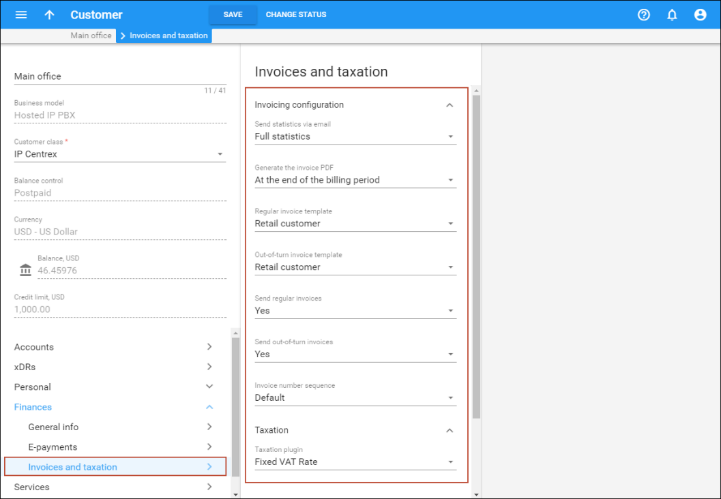 Customer
SAVE
CHANGE STATUS
Main office
Invoices and taxation
Main office
11 / 41
Business model
Hosted IP PBX
Customer class *
IP Centrex
Balance control
Postpaid
Currency
USD - US Dollar
Balance, USD
46.45976
Credit limit, USD
1,000.00
Accounts
xDRs
Personal
Finances
General info
E-payments
Invoices and taxation
Services
Invoices and taxation
Invoicing configuration
Send statistics via email
Full statistics
Generate the invoice PDF
At the end of the billing period
Regular invoice template
Retail customer
Out-of-turn invoice template
Retail customer
Send regular invoices
Yes
Send out-of-turn invoices
Yes
Invoice number sequence
Default
Taxation
Taxation plugin
Fixed VAT Rate